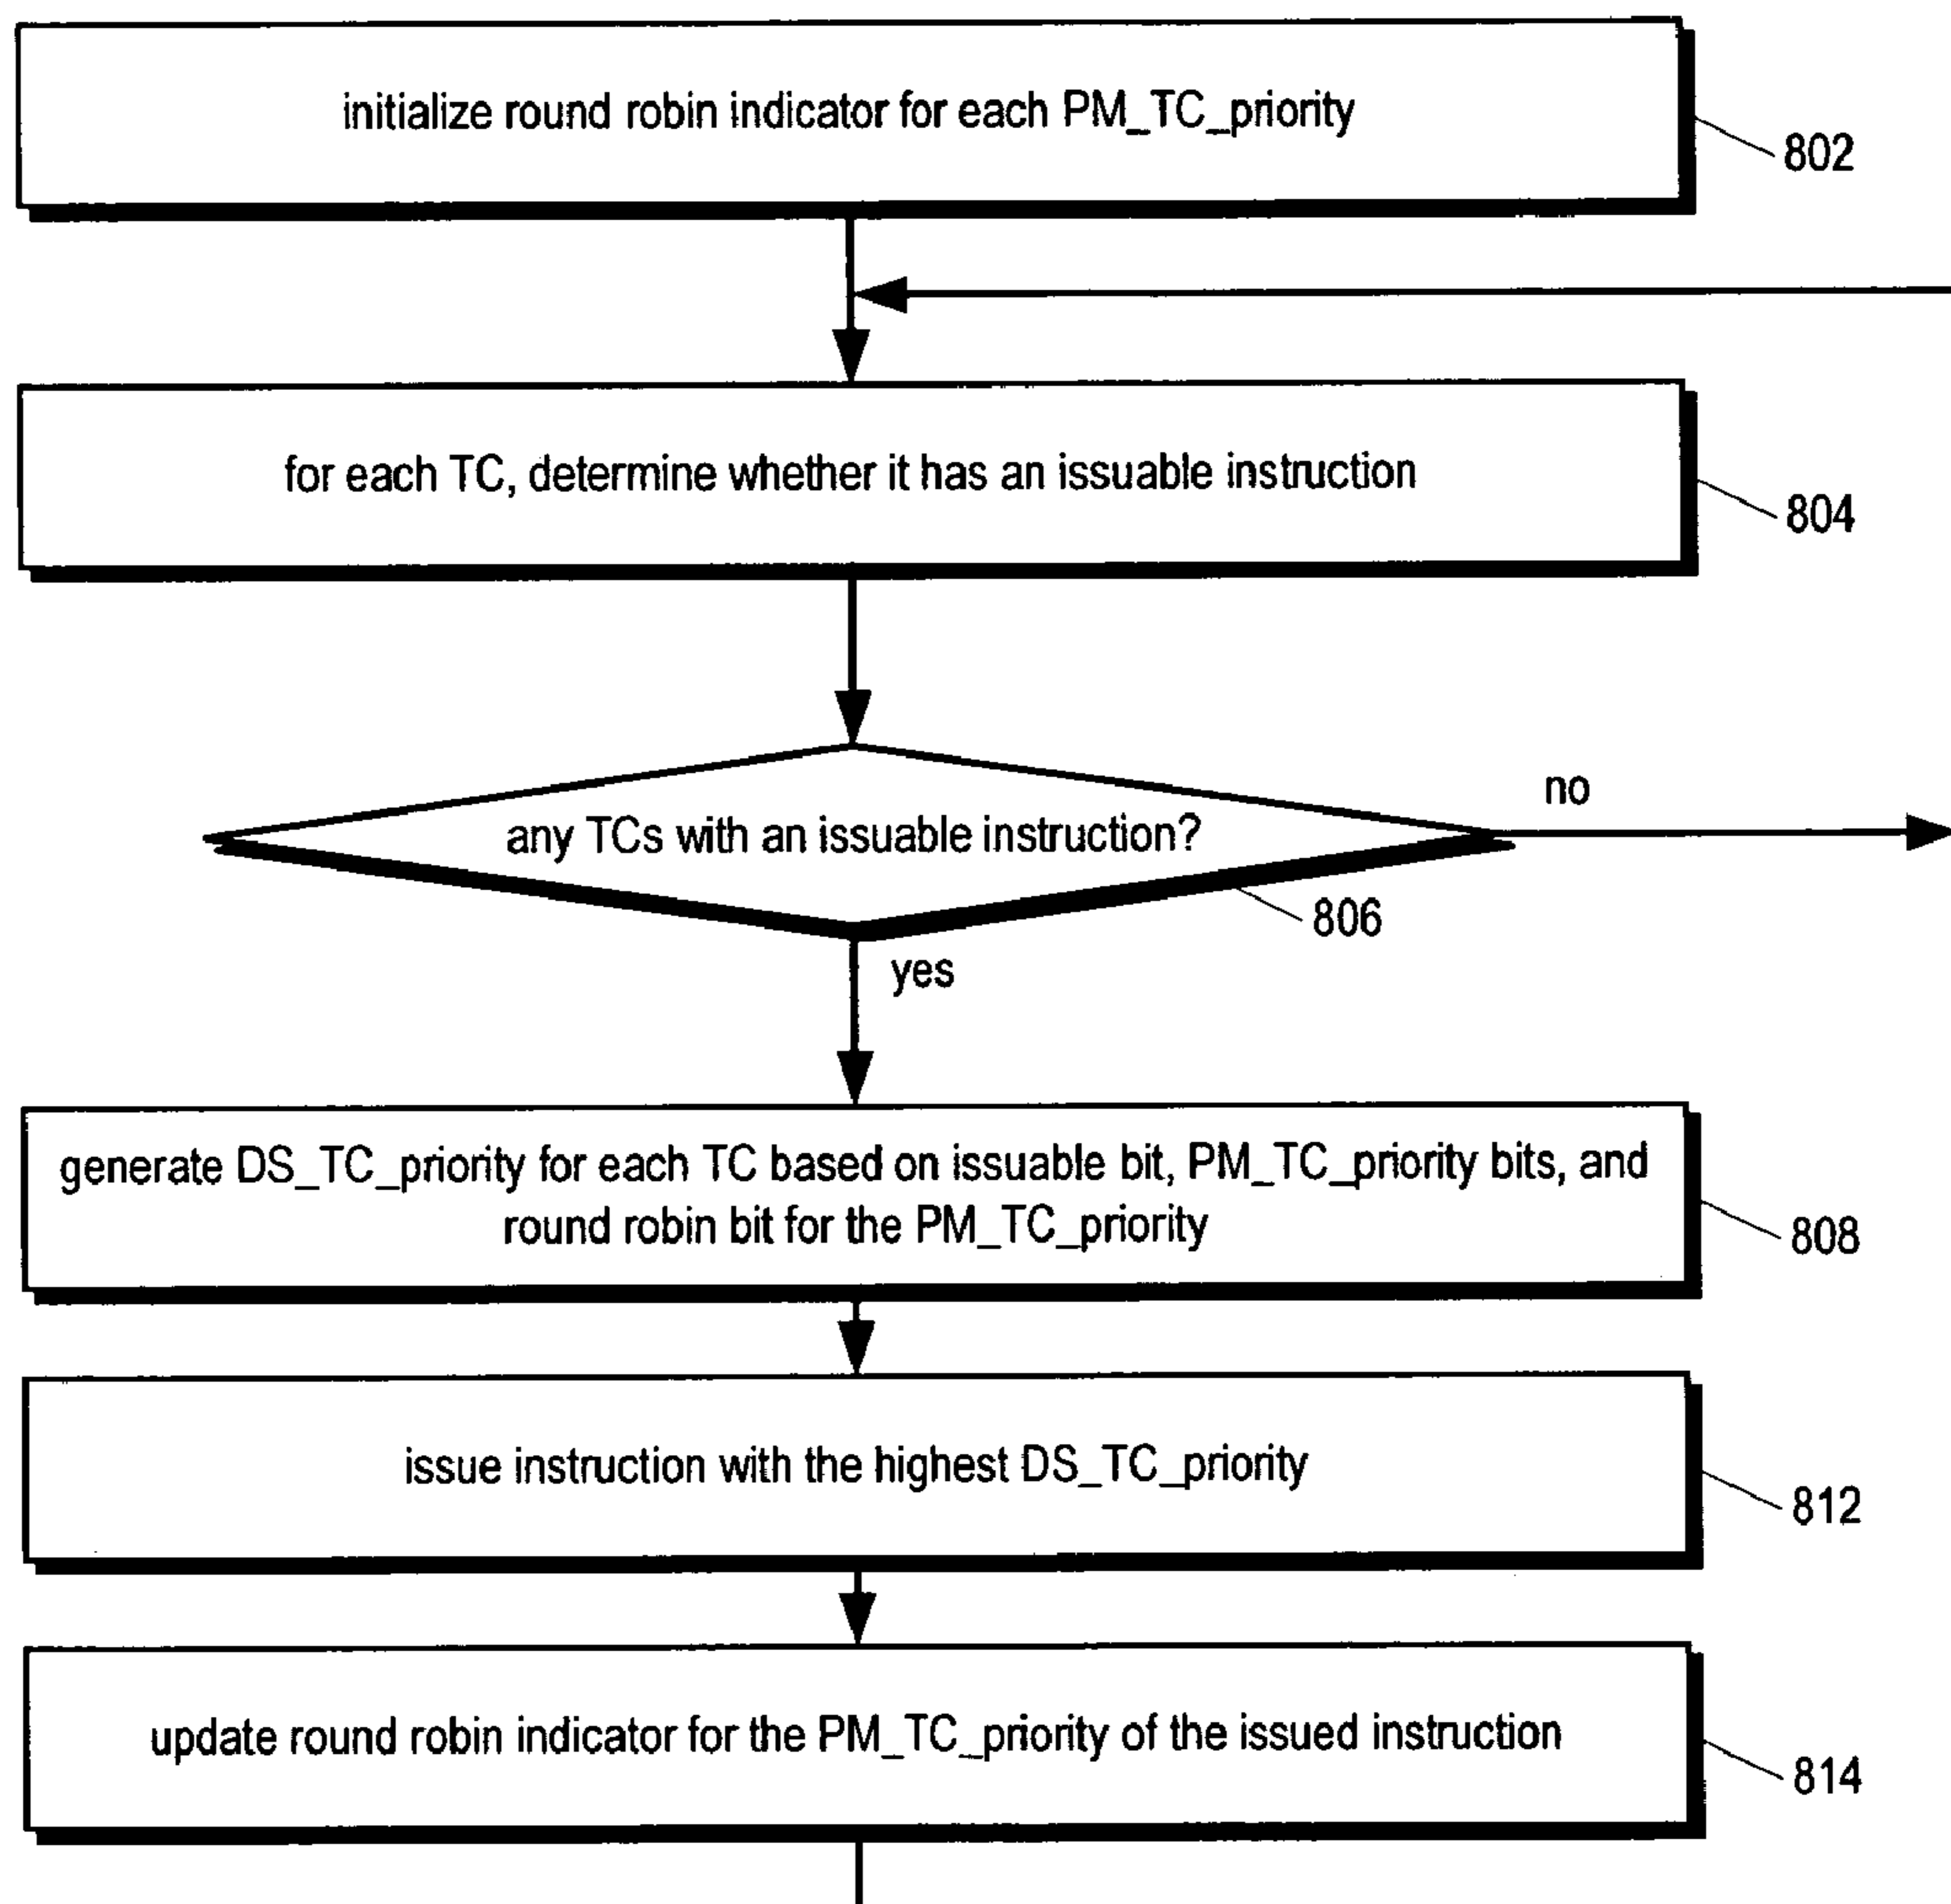 initialize round robin indicator for each PM_TC_priority
802
for each TC, determine whether it has an issuable instruction
804
no
any TCs with an issuable instruction?
806
yes
generate DS_TC_priority for each TC based on issuable bit, PM_TC_priority bits, and
round robin bit for the PM_TC_priority
808
issue instruction with the highest DS_TC_priority
812
update round robin indicator for the PM_TC_priority of the issued instruction
814